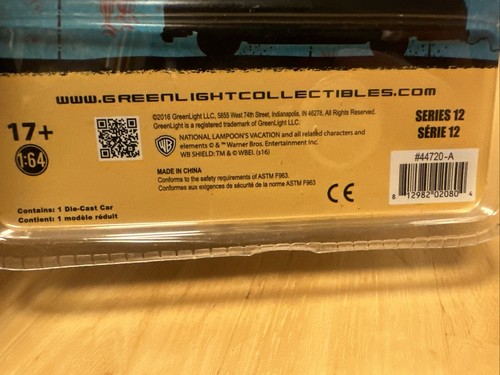 WWW.GREENLIGHTCOLLECTIBLES.COM
17+
1:64
©2016 GreenLight LLC, 5855 West 74th Street, Indianapolis, IN 46278. All Rights Reserved.
GreenLight is a registered trademark of GreenLight LLC.
WB
NATIONAL LAMPOON'S VACATION and all related characters and
elements © & ™ Warner Bros. Entertainment Inc.
WB SHIELD: TM & © WBEI. (s16)
MADE IN CHINA
Conforms to the safety requirements of ASTM F963.
Conforme aux exigences de sécurité de la norme ASTM F963
CE
SERIES 12
SÉRIE 12
#44720-A
8 12982 02080 4
Contains: 1 Die-Cast Car
Contient: 1 modèle réduit